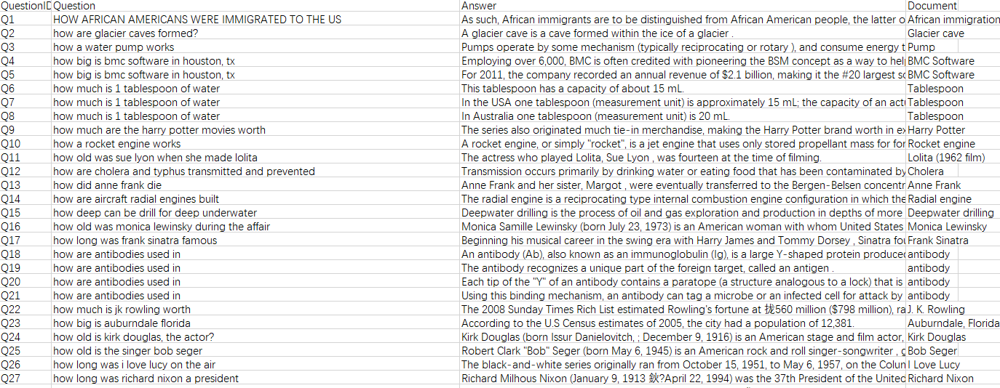 QuestionID Question Answer Document
Q1 HOW AFRICAN AMERICANS WERE IMMIGRATED TO THE US As such, African immigrants are to be distinguished from African American people, the latter o African immigration
Q2 how are glacier caves formed? A glacier cave is a cave formed within the ice of a glacier . Glacier cave
Q3 how a water pump works Pumps operate by some mechanism (typically reciprocating or rotary ), and consume energy t Pump
Q4 how big is bmc software in houston, tx Employing over 6,000, BMC is often credited with pioneering the BSM concept as a way to hel BMC Software
Q5 how big is bmc software in houston, tx For 2011, the company recorded an annual revenue of $2.1 billion, making it the #20 largest so BMC Software
Q6 how much is 1 tablespoon of water This tablespoon has a capacity of about 15 mL. Tablespoon
Q7 how much is 1 tablespoon of water In the USA one tablespoon (measurement unit) is approximately 15 mL; the capacity of an actu Tablespoon
Q8 how much is 1 tablespoon of water In Australia one tablespoon (measurement unit) is 20 mL. Tablespoon
Q9 how much are the harry potter movies worth The series also originated much tie-in merchandise, making the Harry Potter brand worth in ex Harry Potter
Q10 how a rocket engine works A rocket engine, or simply "rocket", is a jet engine that uses only stored propellant mass for for Rocket engine
Q11 how old was sue lyon when she made lolita The actress who played Lolita, Sue Lyon , was fourteen at the time of filming. Lolita (1962 film)
Q12 how are cholera and typhus transmitted and prevented Transmission occurs primarily by drinking water or eating food that has been contaminated by Cholera
Q13 how did anne frank die Anne Frank and her sister, Margot , were eventually transferred to the Bergen-Belsen concentr Anne Frank
Q14 how are aircraft radial engines built The radial engine is a reciprocating type internal combustion engine configuration in which the Radial engine
Q15 how deep can be drill for deep underwater Deepwater drilling is the process of oil and gas exploration and production in depths of more Deepwater drilling
Q16 how old was monica lewinsky during the affair Monica Samille Lewinsky (born July 23, 1973) is an American woman with whom United States Monica Lewinsky
Q17 how long was frank sinatra famous Beginning his musical career in the swing era with Harry James and Tommy Dorsey , Sinatra fou Frank Sinatra
Q18 how are antibodies used in An antibody (Ab), also known as an immunoglobulin (Ig), is a large Y-shaped protein produced antibody
Q19 how are antibodies used in The antibody recognizes a unique part of the foreign target, called an antigen . antibody
Q20 how are antibodies used in Each tip of the "Y" of an antibody contains a paratope (a structure analogous to a lock) that is antibody
Q21 how are antibodies used in Using this binding mechanism, an antibody can tag a microbe or an infected cell for attack by antibody
Q22 how much is jk rowling worth The 2008 Sunday Times Rich List estimated Rowling's fortune at 拢560 million ($798 million), ra J. K. Rowling
Q23 how big is auburndale florida According to the U.S Census estimates of 2005, the city had a population of 12,381. Auburndale, Florida
Q24 how old is kirk douglas, the actor? Kirk Douglas (born Issur Danielovitch, ; December 9, 1916) is an American stage and film actor, Kirk Douglas
Q25 how old is the singer bob seger Robert Clark "Bob" Seger (born May 6, 1945) is an American rock and roll singer-songwriter , g Bob Seger
Q26 how long was i love lucy on the air The black-and-white series originally ran from October 15, 1951, to May 6, 1957, on the Colun I Love Lucy
Q27 how long was richard nixon a president Richard Milhous Nixon (January 9, 1913 鈥?April 22, 1994) was the 37th President of the United Richard Nixon